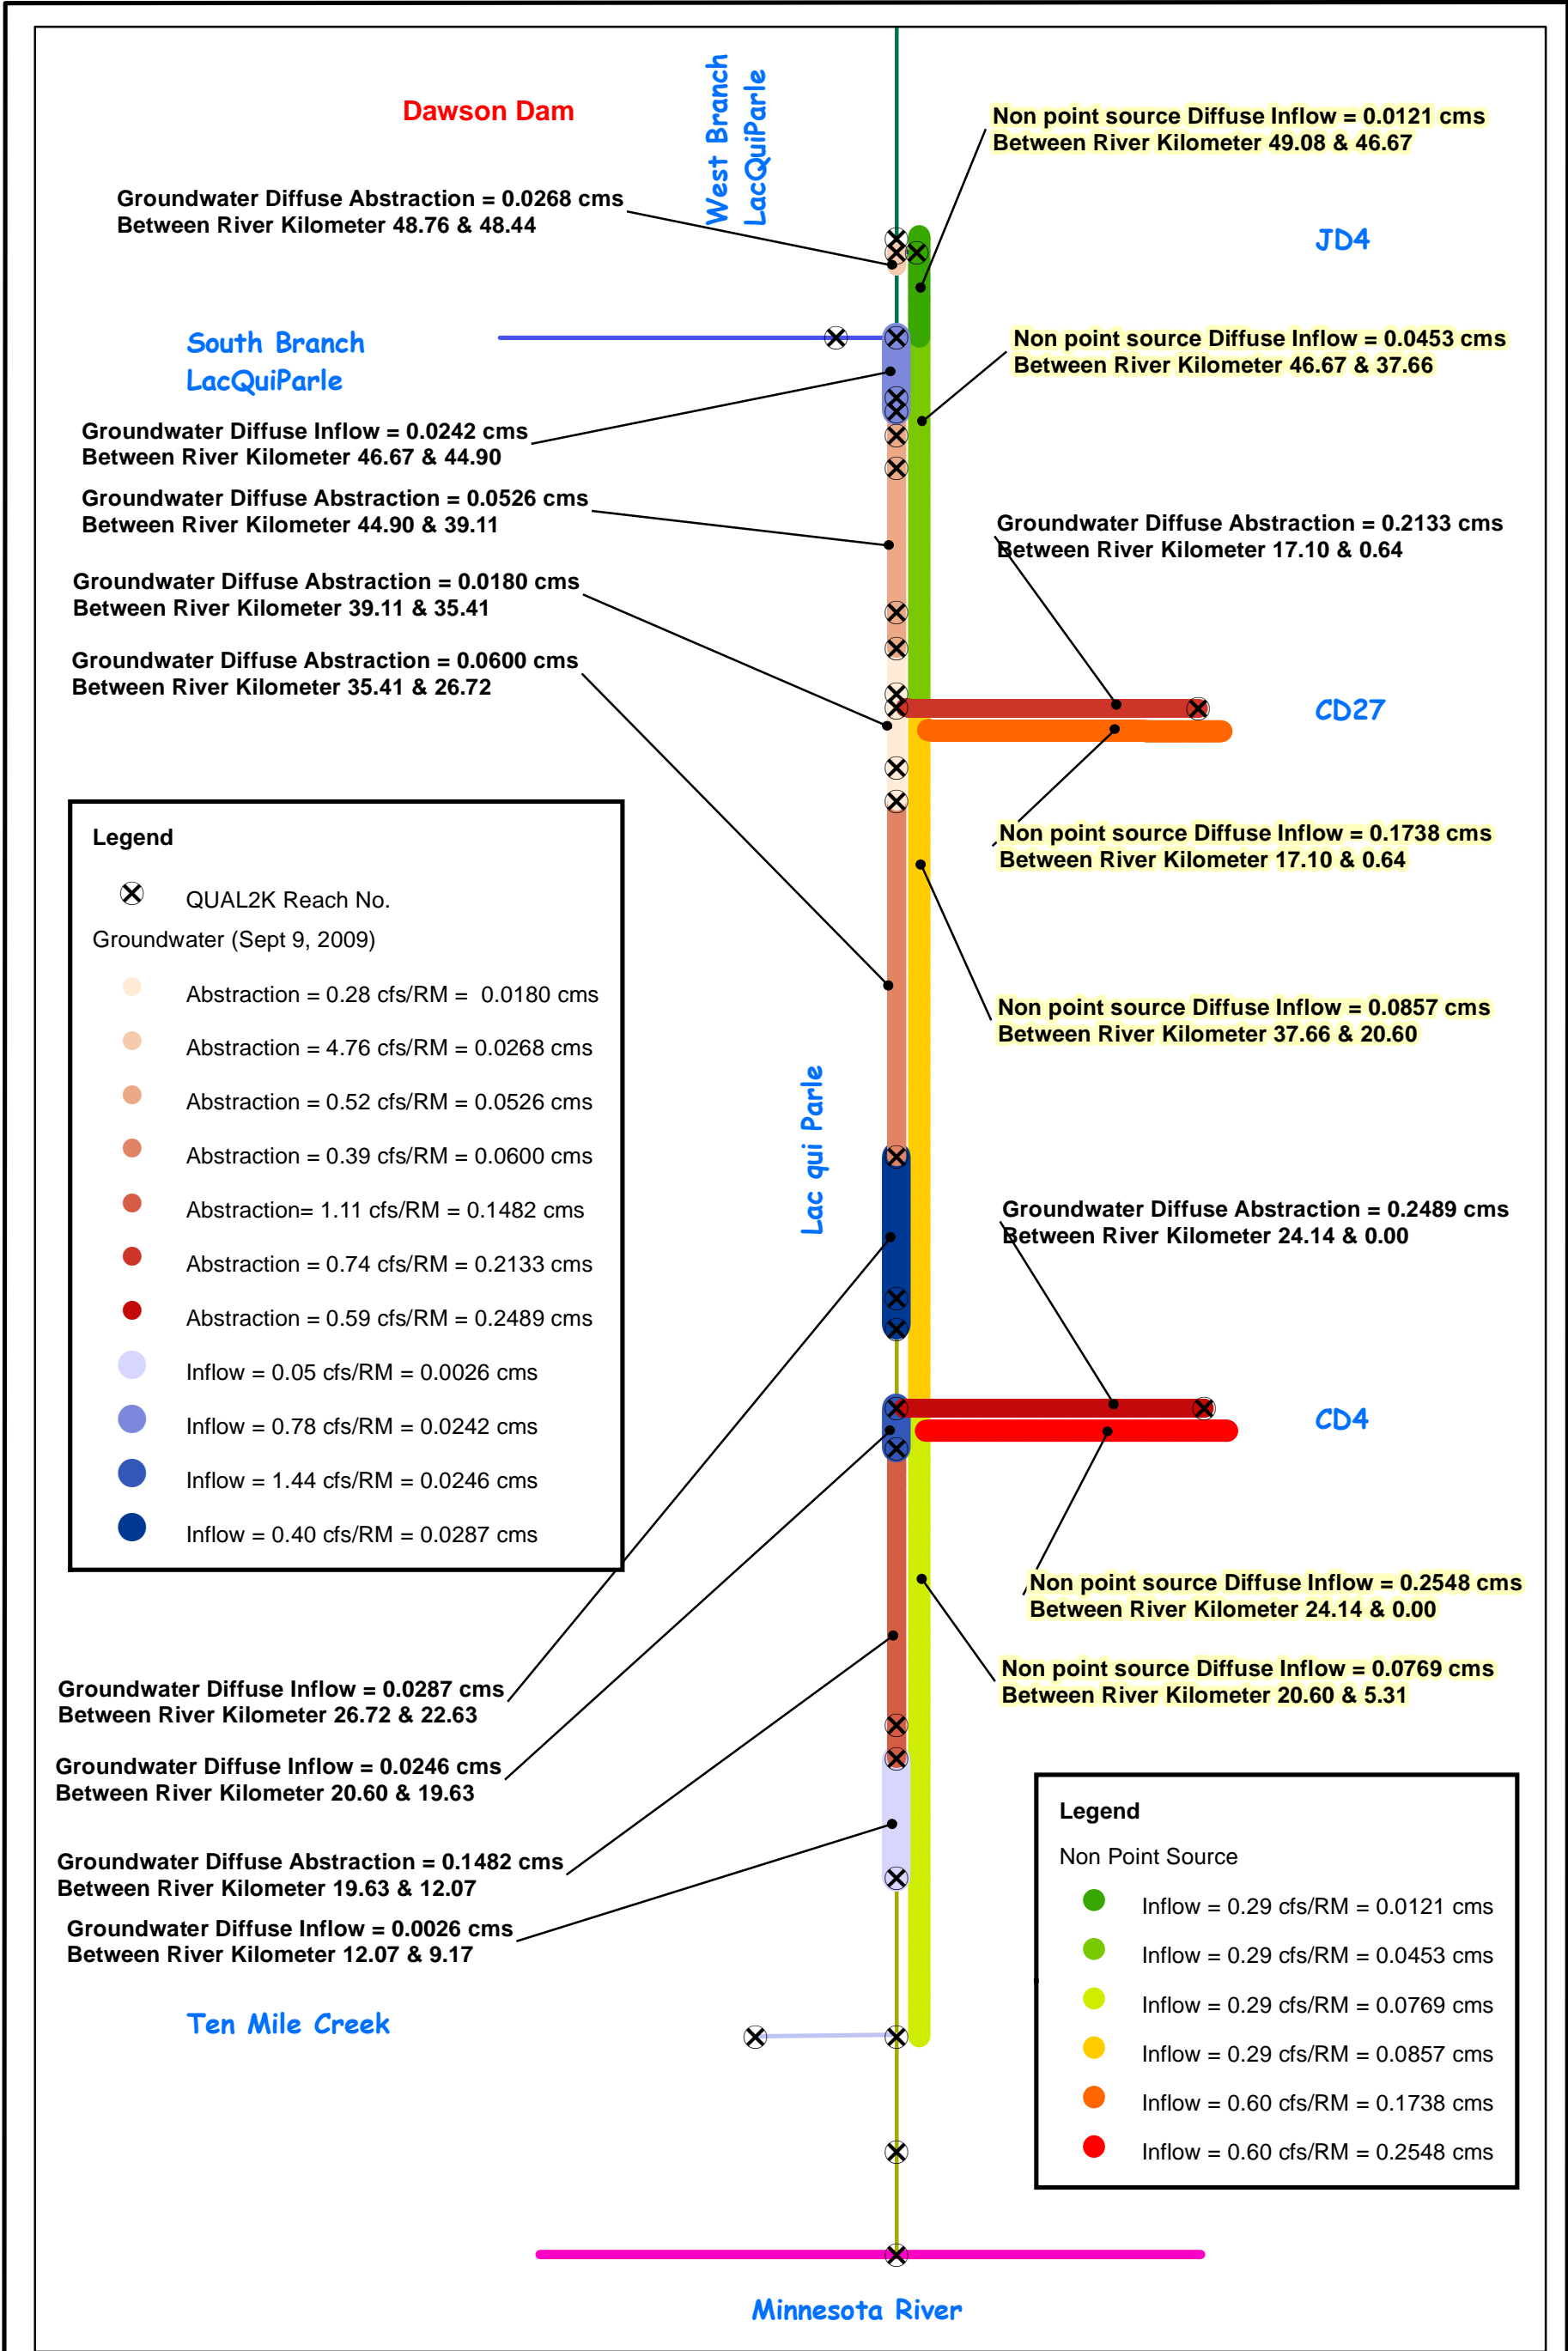 Dawson Dam
West Branch
LacQuiParle
Non point source Diffuse Inflow = 0.0121 cms
Between River Kilometer 49.08 & 46.67
Groundwater Diffuse Abstraction = 0.0268 cms
Between River Kilometer 48.76 & 48.44
JD4
South Branch
LacQuiParle
Non point source Diffuse Inflow = 0.0453 cms
Between River Kilometer 46.67 & 37.66
Groundwater Diffuse Inflow = 0.0242 cms
Between River Kilometer 46.67 & 44.90
Groundwater Diffuse Abstraction = 0.0526 cms
Between River Kilometer 44.90 & 39.11
Groundwater Diffuse Abstraction = 0.2133 cms
Between River Kilometer 17.10 & 0.64
Groundwater Diffuse Abstraction = 0.0180 cms
Between River Kilometer 39.11 & 35.41
Groundwater Diffuse Abstraction = 0.0600 cms
Between River Kilometer 35.41 & 26.72
CD27
Non point source Diffuse Inflow = 0.1738 cms
Between River Kilometer 17.10 & 0.64
Legend
QUAL2K Reach No.
Groundwater (Sept 9, 2009)
Abstraction = 0.28 cfs/RM = 0.0180 cms
Abstraction = 4.76 cfs/RM = 0.0268 cms
Abstraction = 0.52 cfs/RM = 0.0526 cms
Abstraction = 0.39 cfs/RM = 0.0600 cms
Abstraction= 1.11 cfs/RM = 0.1482 cms
Abstraction = 0.74 cfs/RM = 0.2133 cms
Abstraction = 0.59 cfs/RM = 0.2489 cms
Inflow = 0.05 cfs/RM = 0.0026 cms
Inflow = 0.78 cfs/RM = 0.0242 cms
Inflow = 1.44 cfs/RM = 0.0246 cms
Inflow = 0.40 cfs/RM = 0.0287 cms
Non point source Diffuse Inflow = 0.0857 cms
Between River Kilometer 37.66 & 20.60
Lac qui Parle
Groundwater Diffuse Abstraction = 0.2489 cms
Between River Kilometer 24.14 & 0.00
CD4
Non point source Diffuse Inflow = 0.2548 cms
Between River Kilometer 24.14 & 0.00
Non point source Diffuse Inflow = 0.0769 cms
Between River Kilometer 20.60 & 5.31
Groundwater Diffuse Inflow = 0.0287 cms
Between River Kilometer 26.72 & 22.63
Groundwater Diffuse Inflow = 0.0246 cms
Between River Kilometer 20.60 & 19.63
Groundwater Diffuse Abstraction = 0.1482 cms
Between River Kilometer 19.63 & 12.07
Groundwater Diffuse Inflow = 0.0026 cms
Between River Kilometer 12.07 & 9.17
Legend
Non Point Source
Inflow = 0.29 cfs/RM = 0.0121 cms
Inflow = 0.29 cfs/RM = 0.0453 cms
Inflow = 0.29 cfs/RM = 0.0769 cms
Inflow = 0.29 cfs/RM = 0.0857 cms
Inflow = 0.60 cfs/RM = 0.1738 cms
Inflow = 0.60 cfs/RM = 0.2548 cms
Ten Mile Creek
Minnesota River